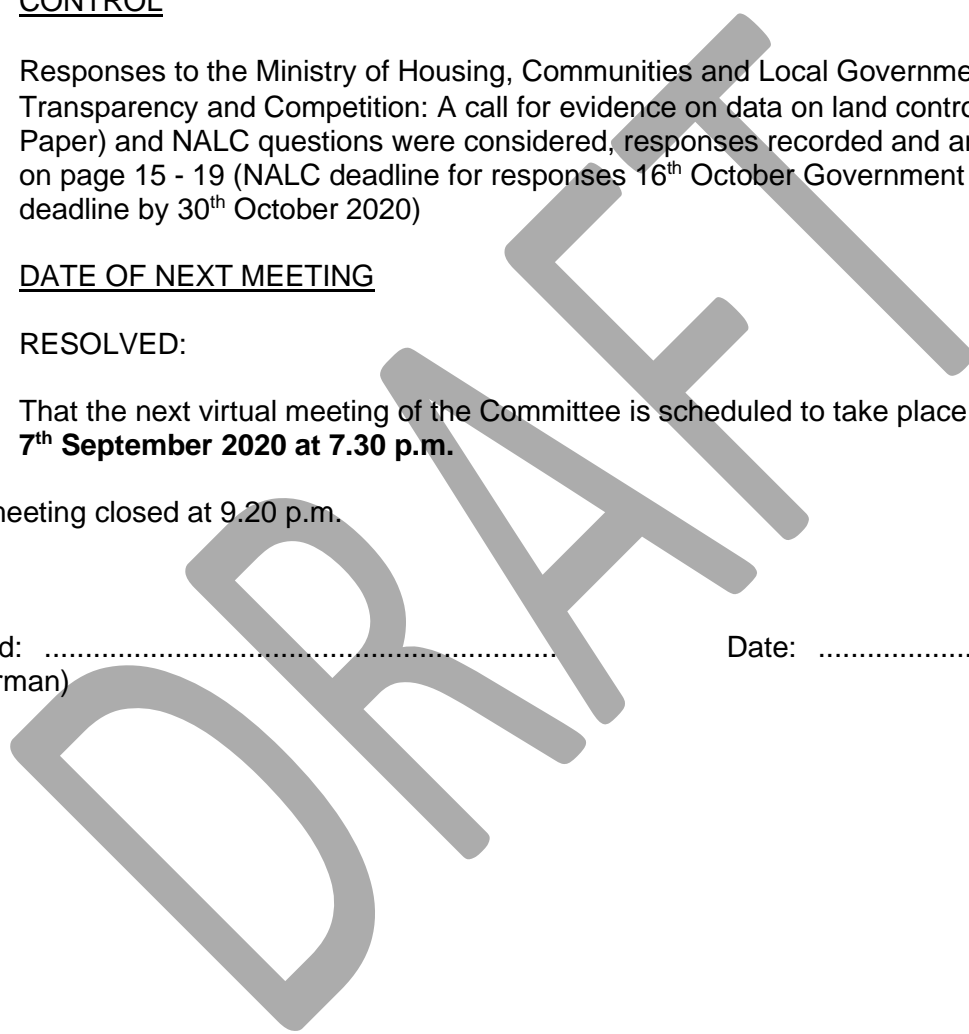 CONTROL
Responses to the Ministry of Housing, Communities and Local Governme
Transparency and Competition: A call for evidence on data on land contro
Paper) and NALC questions were considered, responses recorded and ar
on page 15 - 19 (NALC deadline for responses 16th October Government
deadline by 30th October 2020)
DATE OF NEXT MEETING
RESOLVED:
That the next virtual meeting of the Committee is scheduled to take place
7th September 2020 at 7.30 p.m.
meeting closed at 9.20 p.m.
d: ............................................................... Date: ...................
rman)
DRAFT